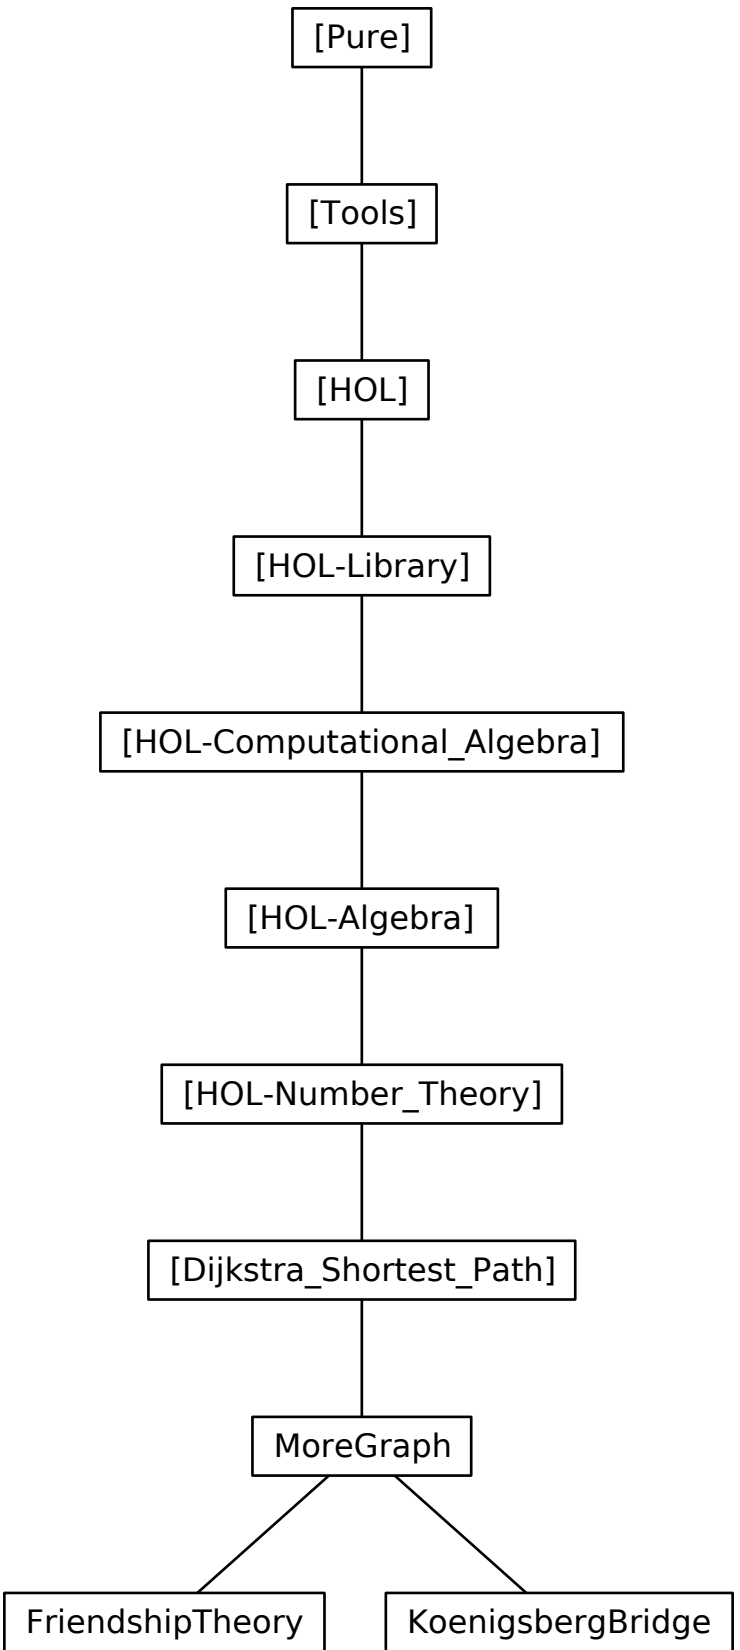 [Pure]
[Tools]
[HOL]
[HOL-Library]
[HOL-Computational_Algebra]
[HOL-Algebra]
[HOL-Number_Theory]
[Dijkstra_Shortest_Path]
MoreGraph
FriendshipTheory
KoenigsbergBridge